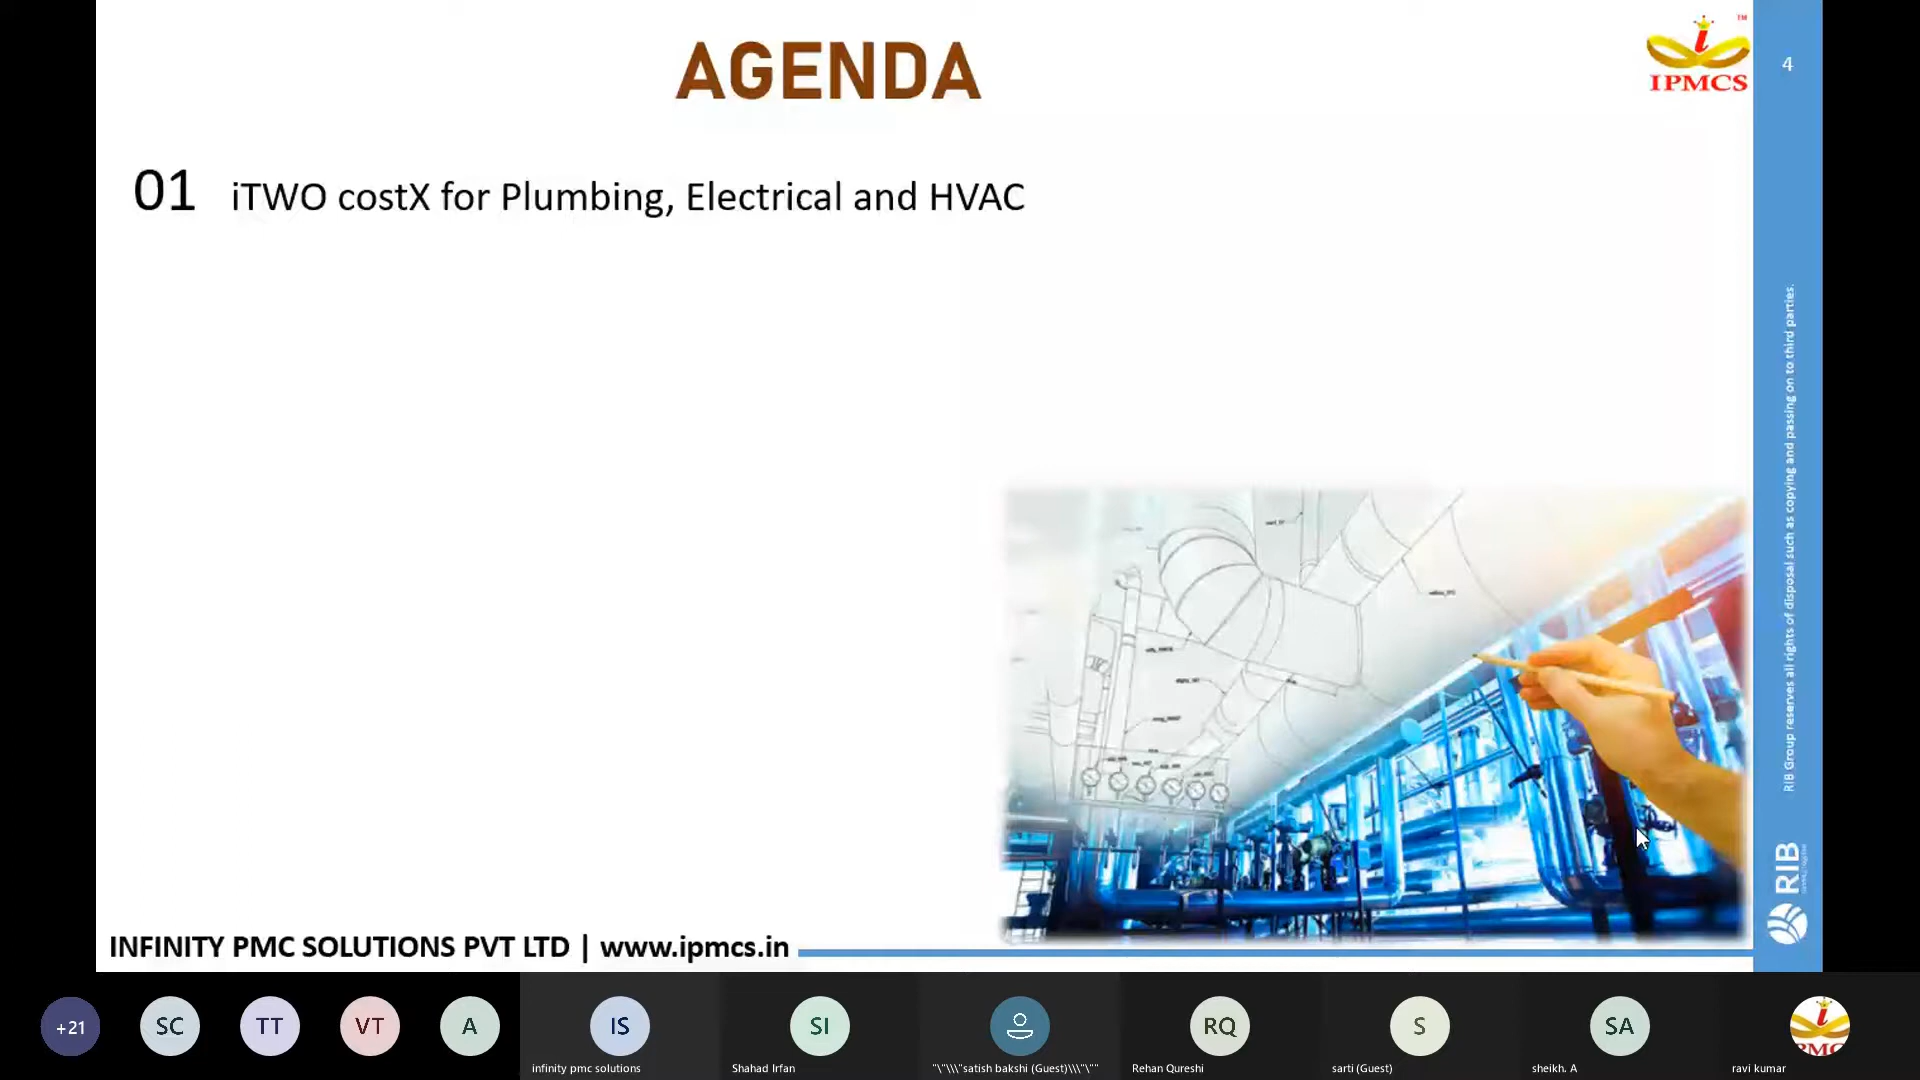 AGENDA
TM
IPMCS
4
01 iTWO costX for Plumbing, Electrical and HVAC
RIB Group reserves all rights of disposal such as copying and passing on to third parties.
RIB
INFINITY PMC SOLUTIONS PVT LTD | www.ipmcs.in
+21
SC
TT
VT
A
IS
SI
RQ
S
SA
infinity pmc solutions
Shahad Irfan
"\"\\\"satish bakshi (Guest)\\\"\""
Rehan Qureshi
sarti (Guest)
sheikh, A
ravi kumar